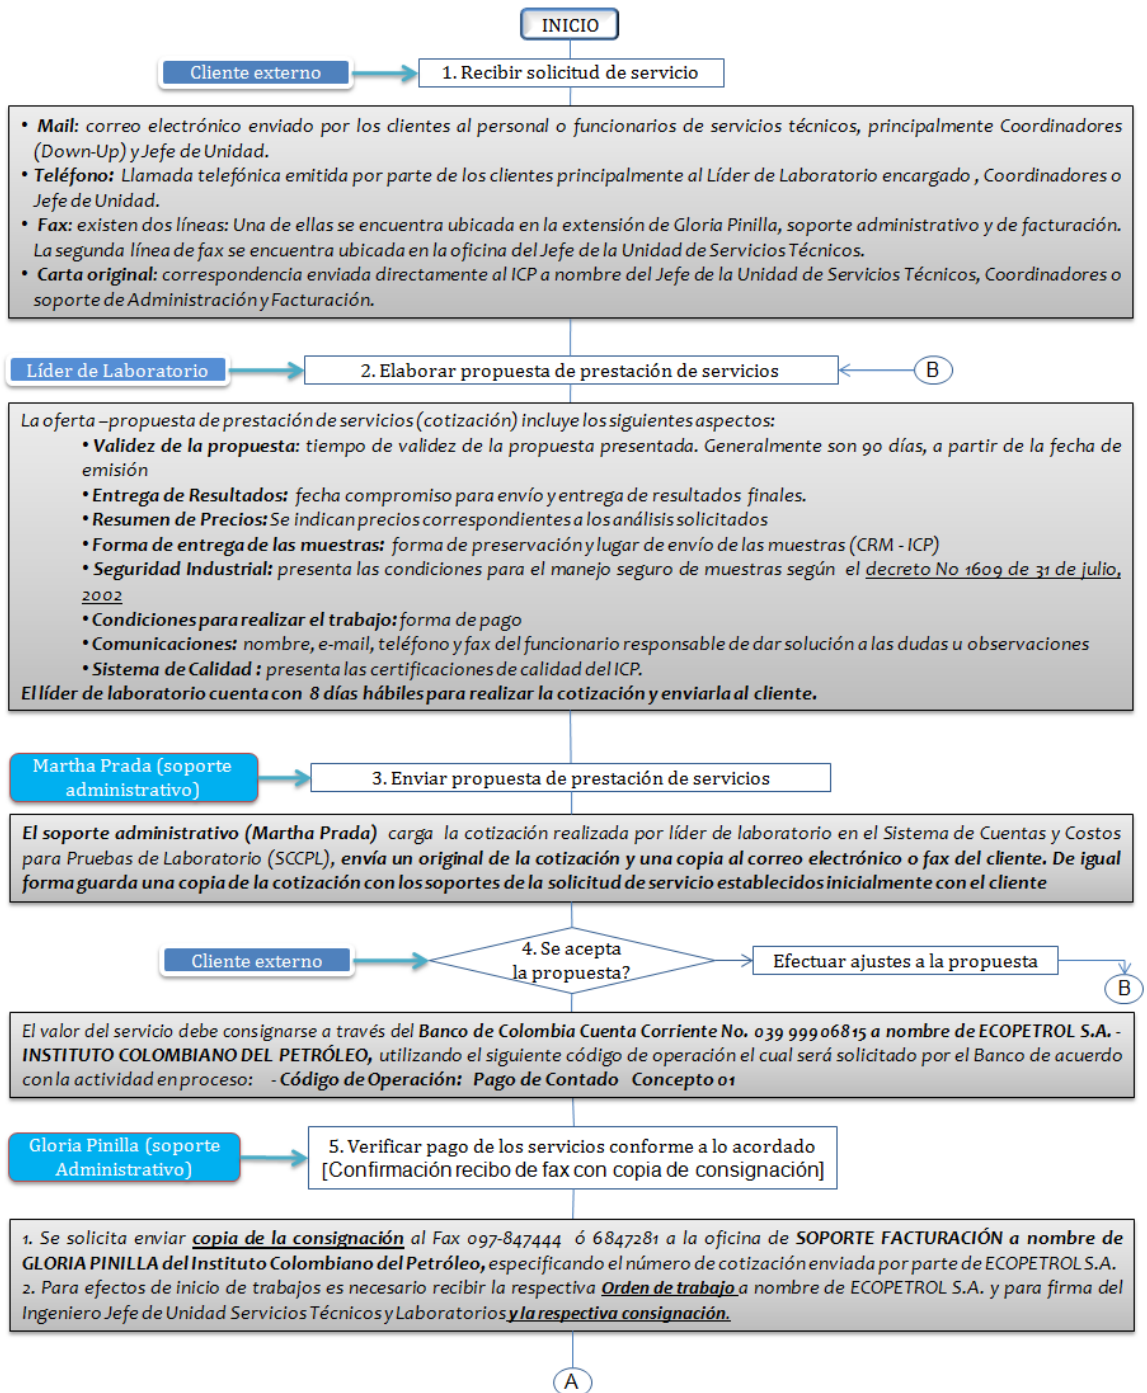 INICIO
Cliente externo
1. Recibir solicitud de servicio
• Mail: correo electrónico enviado por los clientes al personal o funcionarios de servicios técnicos, principalmente Coordinadores
(Down-Up) y Jefe de Unidad.
• Teléfono: Llamada telefónica emitida por parte de los clientes principalmente al Líder de Laboratorio encargado , Coordinadores o
Jefe de Unidad.
• Fax: existen dos líneas: Una de ellas se encuentra ubicada en la extensión de Gloria Pinilla, soporte administrativo y de facturación.
La segunda línea de fax se encuentra ubicada en la oficina del Jefe de la Unidad de Servicios Técnicos.
• Carta original: correspondencia enviada directamente al ICP a nombre del Jefe de la Unidad de Servicios Técnicos, Coordinadores o
soporte de Administración y Facturación.
Líder de Laboratorio
2. Elaborar propuesta de prestación de servicios
B
La oferta –propuesta de prestación de servicios (cotización) incluye los siguientes aspectos:
• Validez de la propuesta: tiempo de validez de la propuesta presentada. Generalmente son 90 días, a partir de la fecha de
emisión
• Entrega de Resultados: fecha compromiso para envío y entrega de resultados finales.
• Resumen de Precios: Se indican precios correspondientes a los análisis solicitados
• Forma de entrega de las muestras: forma de preservación y lugar de envío de las muestras (CRM - ICP)
• Seguridad Industrial: presenta las condiciones para el manejo seguro de muestras según el decreto No 1609 de 31 de julio,
2002
• Condiciones para realizar el trabajo: forma de pago
• Comunicaciones: nombre, e-mail, teléfono y fax del funcionario responsable de dar solución a las dudas u observaciones
• Sistema de Calidad : presenta las certificaciones de calidad del ICP.
El líder de laboratorio cuenta con 8 días hábiles para realizar la cotización y enviarla al cliente.
Martha Prada (soporte
administrativo)
3. Enviar propuesta de prestación de servicios
El soporte administrativo (Martha Prada) carga la cotización realizada por líder de laboratorio en el Sistema de Cuentas y Costos
para Pruebas de Laboratorio (SCCPL), envía un original de la cotización y una copia al correo electrónico o fax del cliente. De igual
forma guarda una copia de la cotización con los soportes de la solicitud de servicio establecidos inicialmente con el cliente
Cliente externo
4. Se acepta
la propuesta?
Efectuar ajustes a la propuesta
B
El valor del servicio debe consignarse a través del Banco de Colombia Cuenta Corriente No. 039 99906815 a nombre de ECOPETROL S.A. -
INSTITUTO COLOMBIANO DEL PETRÓLEO, utilizando el siguiente código de operación el cual será solicitado por el Banco de acuerdo
con la actividad en proceso: - Código de Operación: Pago de Contado Concepto 01
Gloria Pinilla (soporte
Administrativo)
5. Verificar pago de los servicios conforme a lo acordado
[Confirmación recibo de fax con copia de consignación]
1. Se solicita enviar copia de la consignación al Fax 097-847444 ó 6847281 a la oficina de SOPORTE FACTURACIÓN a nombre de
GLORIA PINILLA del Instituto Colombiano del Petróleo, especificando el número de cotización enviada por parte de ECOPETROL S.A.
2. Para efectos de inicio de trabajos es necesario recibir la respectiva Orden de trabajo a nombre de ECOPETROL S.A. y para firma del
Ingeniero Jefe de Unidad Servicios Técnicos y Laboratorios y la respectiva consignación.
A